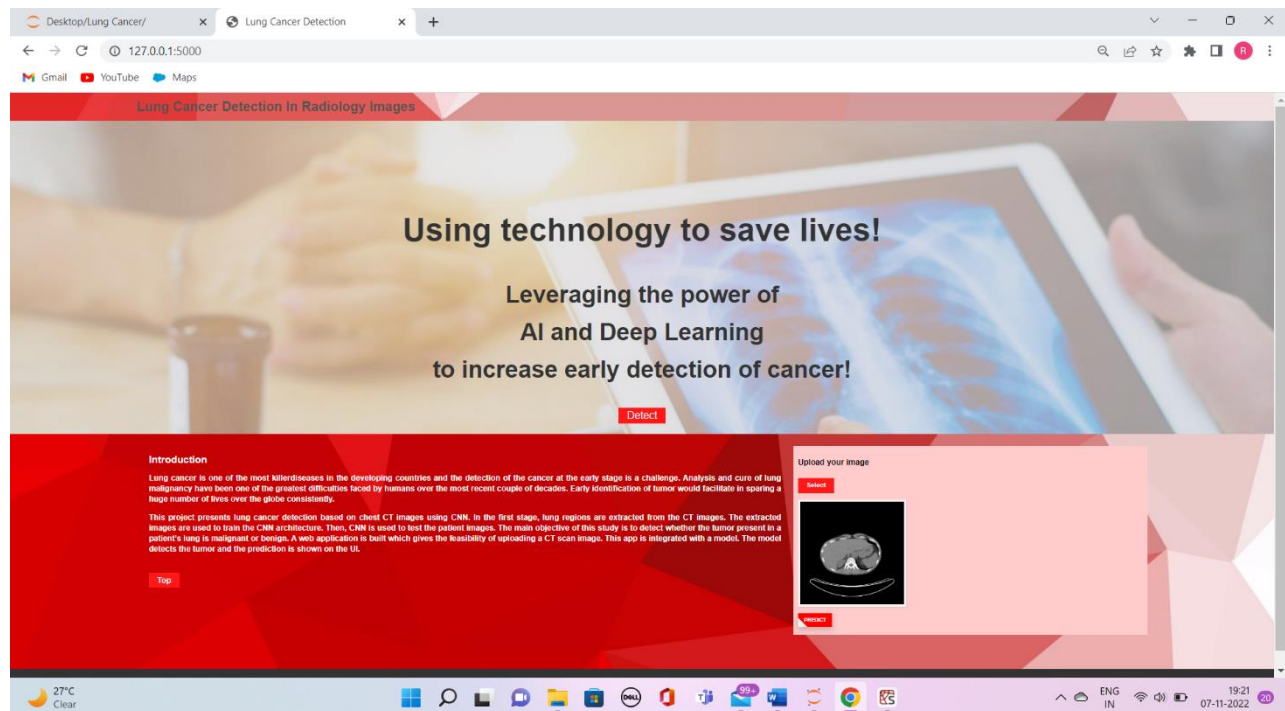 Desktop/Lung Cancer/
Lung Cancer Detection
127.0.0.1:5000
R
Gmail
YouTube
Maps
Lung Cancer Detection In Radiology Images
Using technology to save lives!
Leveraging the power of
AI and Deep Learning
to increase early detection of cancer!
Detect
Introduction
Lung cancer is one of the most killerdiseases in the developing countries and the detection of the cancer at the early stage is a challenge. Analysis and cure of lung
malignancy have been one of the greatest difficulties faced by humans over the most recent couple of decades. Early identification of tumor would facilitate in sparing a
huge number of lives over the globe consistently.
This project presents lung cancer detection based on chest CT images using CNN. In the first stage, lung regions are extracted from the CT images. The extracted
images are used to train the CNN architecture. Then, CNN is used to test the patient images. The main objective of this study is to detect whether the tumor present in a
patient's lung is malignant or benign. A web application is built which gives the feasibility of uploading a CT scan image. This app is integrated with a model. The model
detects the tumor and the prediction is shown on the UI.
Top
Upload your image
Select
PREDICT
27°C
Clear
DELL
99+
ENG
IN
19:21
07-11-2022
20